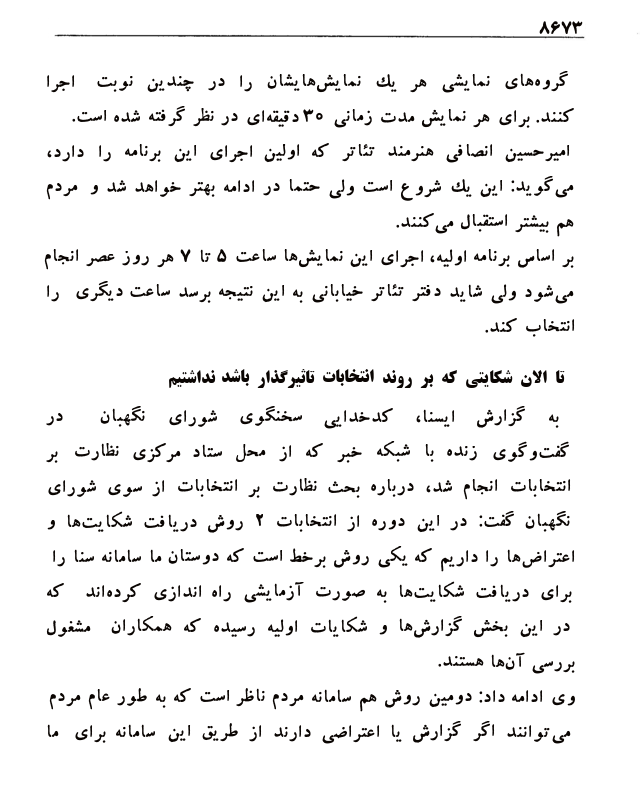 ۸۶۷۳
گروه‌های نمایشی هر یك نمایش‌هایشان را در چندین نوبت اجرا
کنند. برای هر نمایش مدت زمانی ۳۰ دقیقه‌ای در نظر گرفته شده است.
امیرحسین انصافی هنرمند تئاتر که اولین اجرای این برنامه را دارد،
می‌گوید: این یك شروع است ولی حتما در ادامه بهتر خواهد شد و مردم
هم بیشتر استقبال می‌کنند.
بر اساس برنامه اولیه، اجرای این نمایش‌ها ساعت ۵ تا ۷ هر روز عصر انجام
می‌شود ولی شاید دفتر تئاتر خیابانی به این نتیجه برسد ساعت دیگری را
انتخاب کند.
تا الان شکایتی که بر روند انتخابات تاثیرگذار باشد نداشتیم
به گزارش ایسنا، کدخدایی سخنگوی شورای نگهبان در
گفت‌وگوی زنده با شبکه خبر که از محل ستاد مرکزی نظارت بر
انتخابات انجام شد، درباره بحث نظارت بر انتخابات از سوی شورای
نگهبان گفت: در این دوره از انتخابات ۲ روش دریافت شکایت‌ها و
اعتراض‌ها را داریم که یکی روش برخط است که دوستان ما سامانه سنا را
برای دریافت شکایت‌ها به صورت آزمایشی راه اندازی کرده‌اند که
در این بخش گزارش‌ها و شکایات اولیه رسیده که همکاران مشغول
بررسی آن‌ها هستند.
وی ادامه داد: دومین روش هم سامانه مردم ناظر است که به طور عام مردم
می‌توانند اگر گزارش یا اعتراضی دارند از طریق این سامانه برای ما